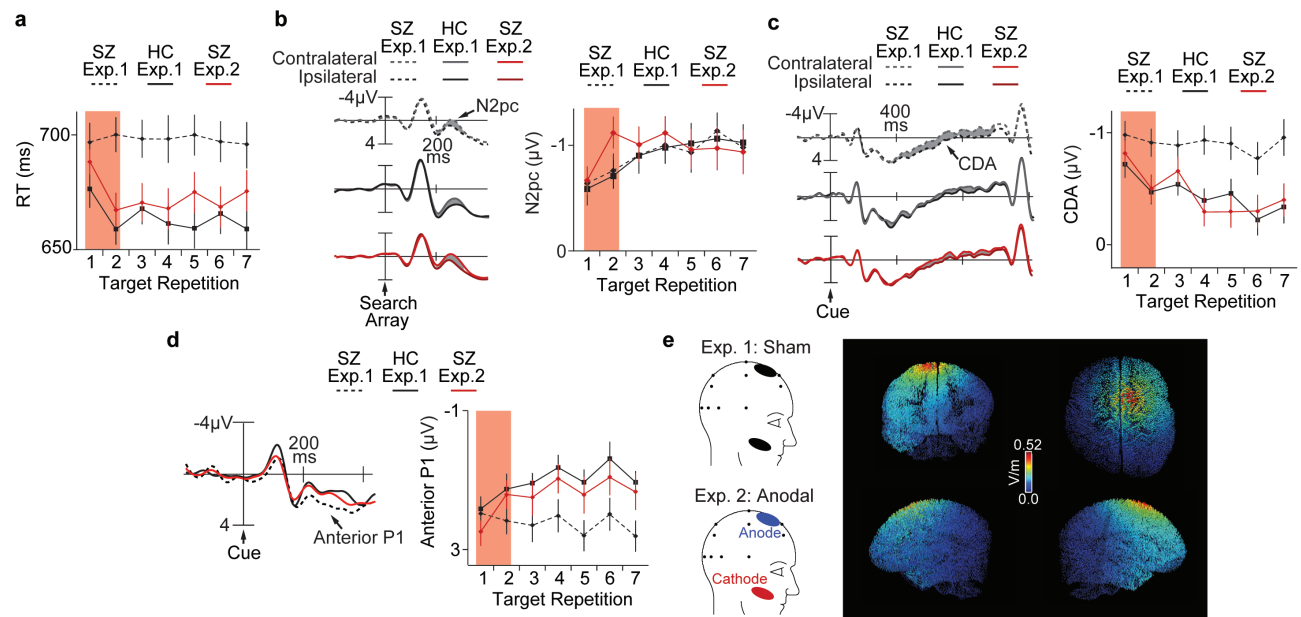 a
SZ Exp.1 HC Exp.1 SZ Exp.2
700
650
RT (ms)
1 2 3 4 5 6 7
Target Repetition
b
SZ Exp.1 HC Exp.1 SZ Exp.2
Contralateral
Ipsilateral
-4µV
N2pc
4
200 ms
Search Array
SZ Exp.1 HC Exp.1 SZ Exp.2
-1
0
N2pc (µV)
1 2 3 4 5 6 7
Target Repetition
c
SZ Exp.1 HC Exp.1 SZ Exp.2
Contralateral
Ipsilateral
-4µV
400 ms
4
CDA
Cue
SZ Exp.1 HC Exp.1 SZ Exp.2
-1
0
CDA (µV)
1 2 3 4 5 6 7
Target Repetition
d
SZ Exp.1 HC Exp.1 SZ Exp.2
-4µV
200 ms
4
Cue
Anterior P1
-1
3
Anterior P1 (µV)
1 2 3 4 5 6 7
Target Repetition
e
Exp. 1: Sham
Exp. 2: Anodal
Anode
Cathode
0.52
V/m
0.0